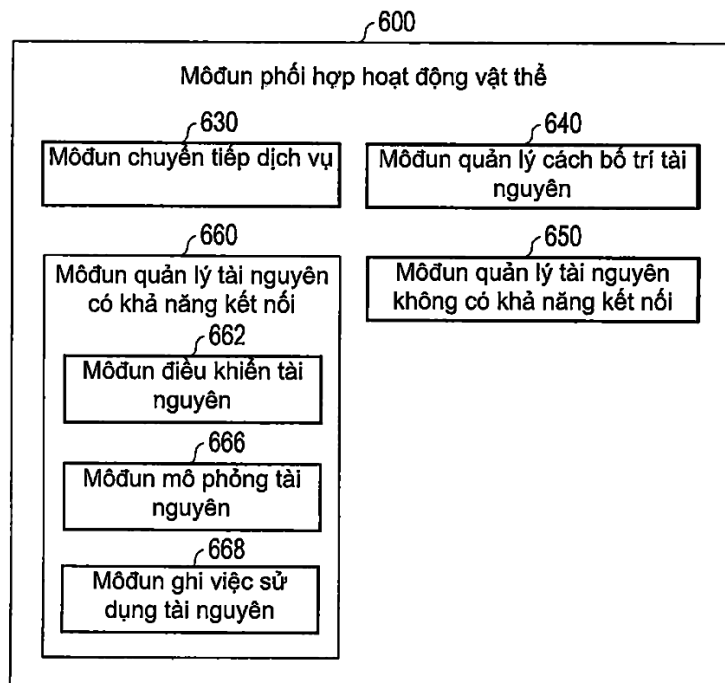 600
Môđun phối hợp hoạt động vật thể
630
Môđun chuyển tiếp dịch vụ
640
Môđun quản lý cách bố trí tài
nguyên
660
Môđun quản lý tài nguyên
có khả năng kết nối
650
Môđun quản lý tài nguyên
không có khả năng kết nối
662
Môđun điều khiển tài
nguyên
666
Môđun mô phỏng tài
nguyên
668
Môđun ghi việc sử
dụng tài nguyên